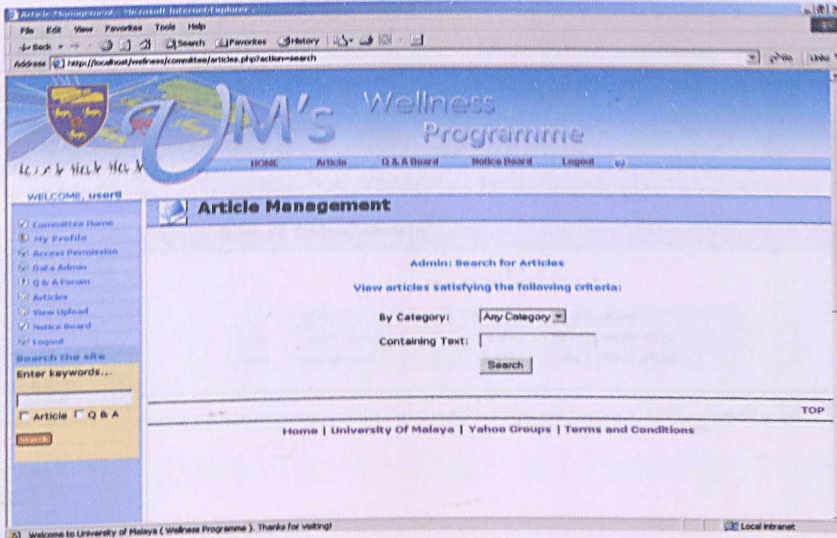 Article Management - Microsoft Internet Explorer
File Edit View Favorites Tools Help
Back Search Favorites History
Address http://localhost/wellness/committee/articles.php?action=search Links
UM's Wellness Programme
HOME Article Q & A Board Notice Board Logout
WELCOME, user8
Committee Home
My Profile
Access Permission
Data Admin
Q & A Forum
Articles
View Upload
Notice Board
Logout
Search the site
Enter keywords...
Article Q & A
Search
Article Management
Admin: Search for Articles
View articles satisfying the following criteria:
By Category: Any Category
Containing Text:
Search
TOP
Home | University Of Malaya | Yahoo Groups | Terms and Conditions
Welcome to University of Malaya ( Wellness Programme ). Thanks for visiting! Local intranet